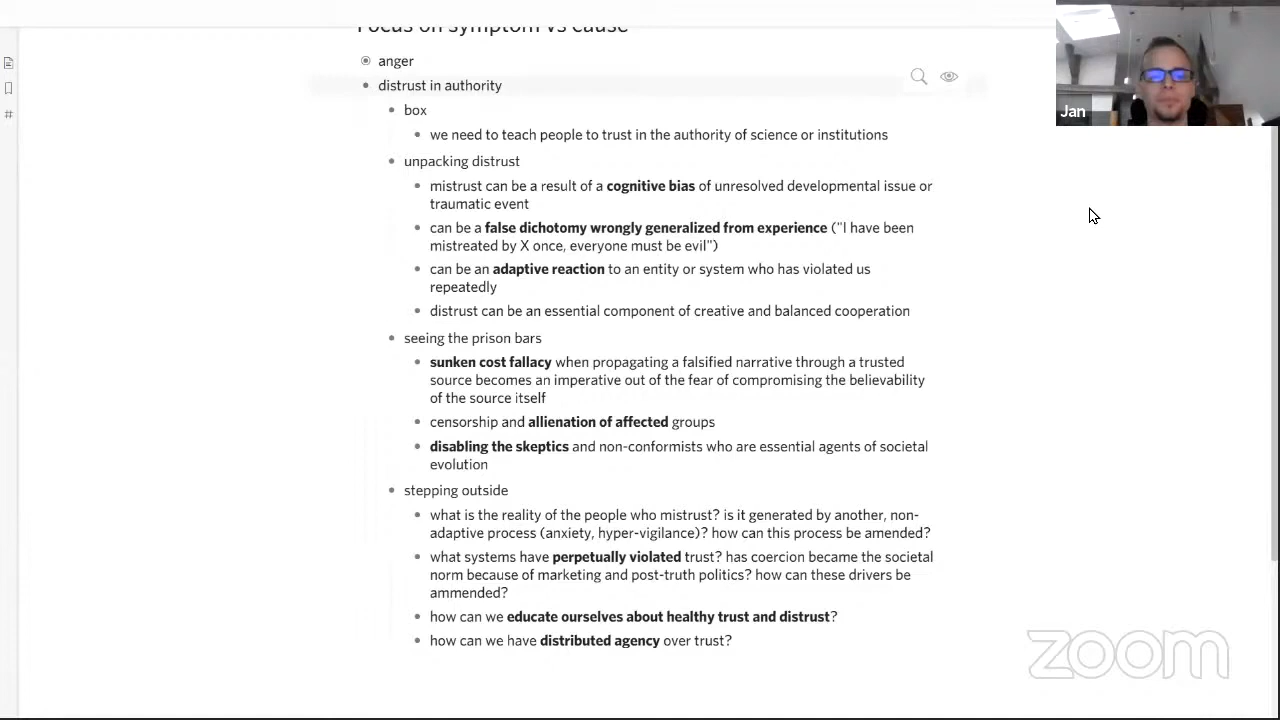 Focus on symptom vs cause
anger
distrust in authority
box
we need to teach people to trust in the authority of science or institutions
unpacking distrust
mistrust can be a result of a cognitive bias of unresolved developmental issue or
traumatic event
can be a false dichotomy wrongly generalized from experience ("I have been
mistreated by X once, everyone must be evil")
can be an adaptive reaction to an entity or system who has violated us
repeatedly
distrust can be an essential component of creative and balanced cooperation
seeing the prison bars
sunken cost fallacy when propagating a falsified narrative through a trusted
source becomes an imperative out of the fear of compromising the believability
of the source itself
censorship and allienation of affected groups
disabling the skeptics and non-conformists who are essential agents of societal
evolution
stepping outside
what is the reality of the people who mistrust? is it generated by another, non-
adaptive process (anxiety, hyper-vigilance)? how can this process be amended?
what systems have perpetually violated trust? has coercion became the societal
norm because of marketing and post-truth politics? how can these drivers be
ammended?
how can we educate ourselves about healthy trust and distrust?
how can we have distributed agency over trust?
Jan
zoom